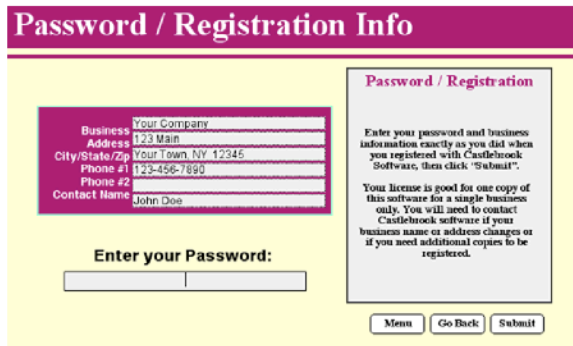 Password / Registration Info
Business Your Company
Address 123 Main
City/State/Zip Your Town, NY 12345
Phone #1 123-456-7890
Phone #2
Contact Name John Doe
Enter your Password:
Password / Registration
Enter your password and business
information exactly as you did when
you registered with Castlebrook
Software, then click "Submit".
Your license is good for one copy of
this software for a single business
only. You will need to contact
Castlebrook software if your
business name or address changes or
if you need additional copies to be
registered.
Menu
Go Back
Submit